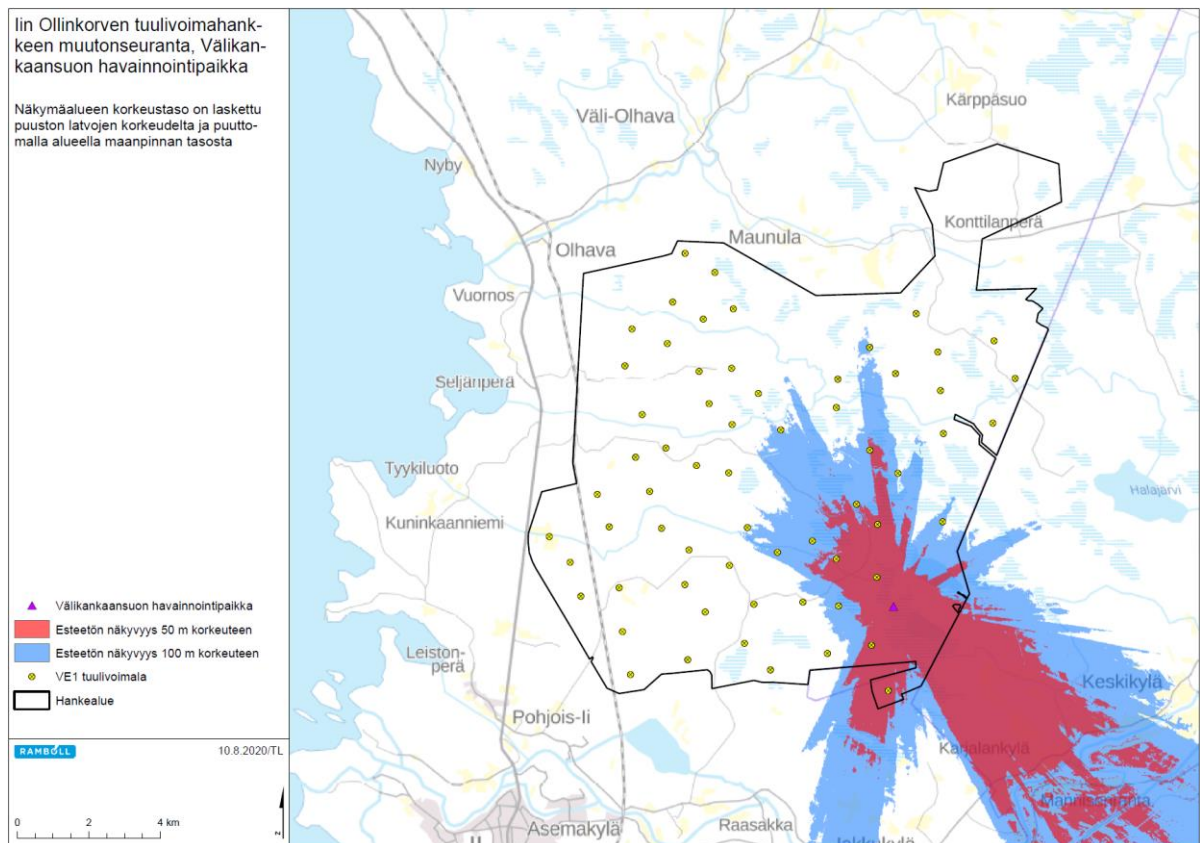 Iin Ollinkorven tuulivoimahank-
keen muutonseuranta, Välikan-
kaansuon havainnointipaikka
Näkymäalueen korkeustaso on laskettu
puuston latvojen korkeudelta ja puutto-
malla alueella maanpinnan tasosta
Välikankaansuon havainnointipaikka
Esteetön näkyvyys 50 m korkeuteen
Esteetön näkyvyys 100 m korkeuteen
VE1 tuulivoimala
Hankealue
RAMBOLL
10.8.2020/TL
0 2 4 km
N
Väli-Olhava
Kärppäsuo
Nyby
Konttilanperä
Maunula
Olhava
Vuornos
Seljänperä
Tyykiluoto
Halajärvi
Kuninkaanniemi
Leiston-
perä
Keskikylä
Pohjois-Ii
Karjalankylä
Asemakylä
Raasakka